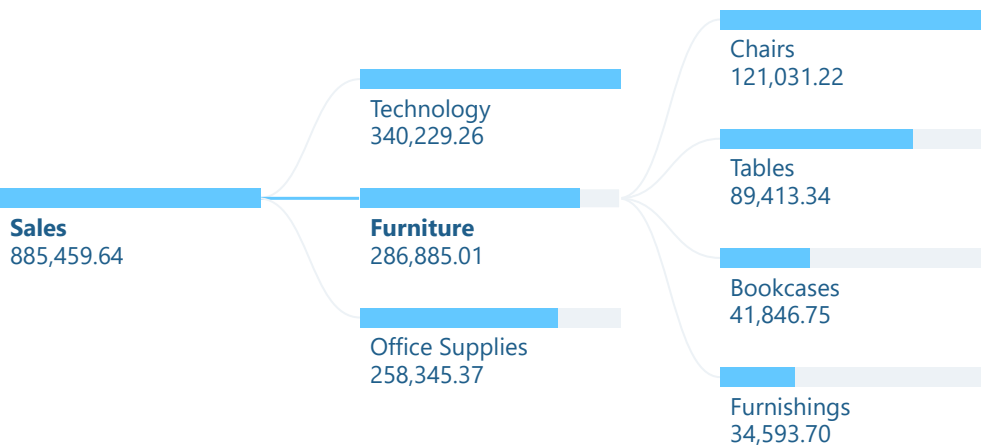 Sales
885,459.64
Technology
340,229.26
Furniture
286,885.01
Office Supplies
258,345.37
Chairs
121,031.22
Tables
89,413.34
Bookcases
41,846.75
Furnishings
34,593.70